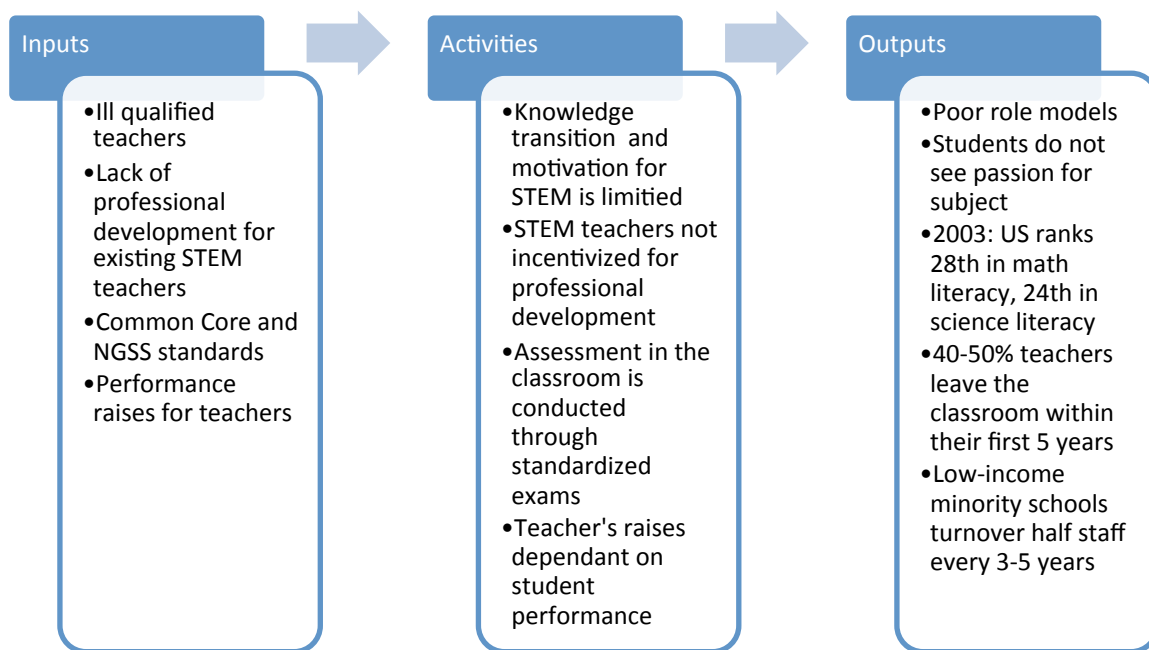 Inputs
•Ill qualified
teachers
•Lack of
professional
development for
existing STEM
teachers
•Common Core and
NGSS standards
•Performance
raises for teachers
Activities
•Knowledge
transition and
motivation for
STEM is limitied
•STEM teachers not
incentivized for
professional
development
•Assessment in the
classroom is
conducted
through
standardized
exams
•Teacher's raises
dependant on
student
performance
Outputs
•Poor role models
•Students do not
see passion for
subject
•2003: US ranks
28th in math
literacy, 24th in
science literacy
•40-50% teachers
leave the
classroom within
their first 5 years
•Low-income
minority schools
turnover half staff
every 3-5 years